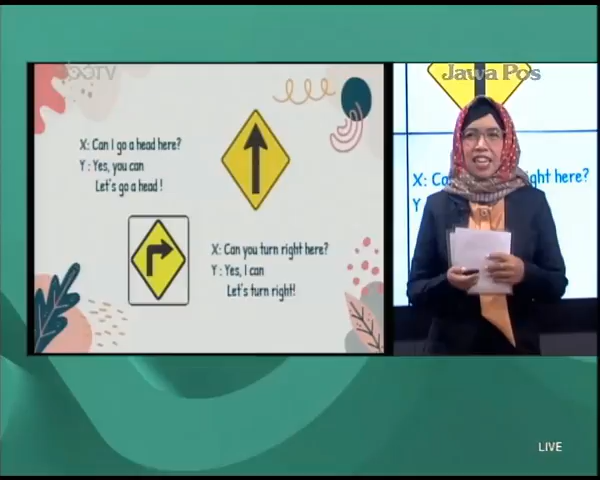 Jawa Pos
X: Can I go a head here?
Y : Yes, you can
Let's go a head !
X: Can you turn right here?
Y : Yes, I can
Let's turn right!
X: Ca
ight here?
Y
LIVE